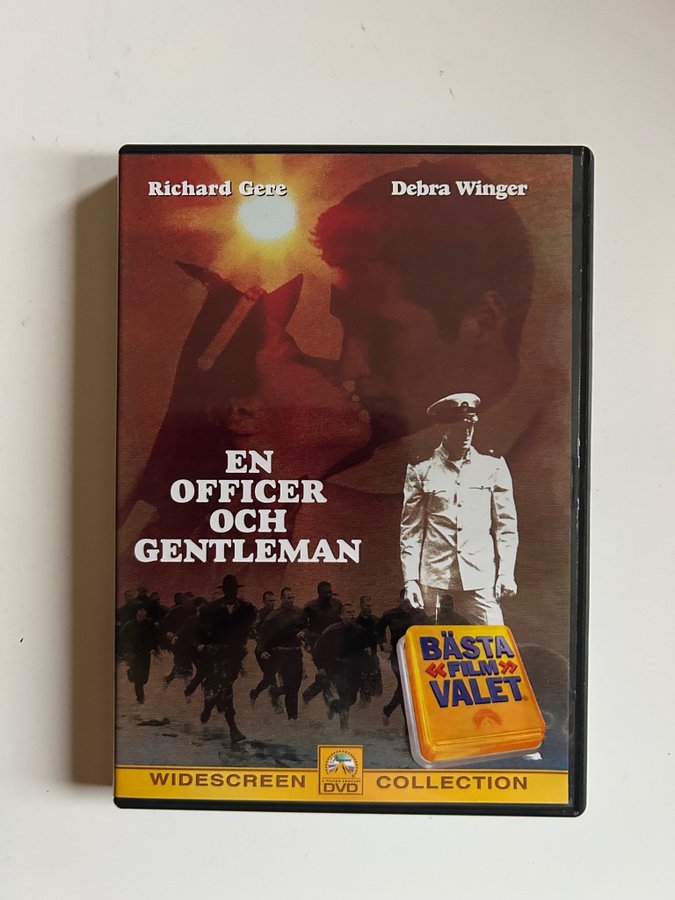 Richard Gere
Debra Winger
EN
OFFICER
OCH
GENTLEMAN
BÄSTA
«FILM»
VALET
WIDESCREEN
DVD
COLLECTION